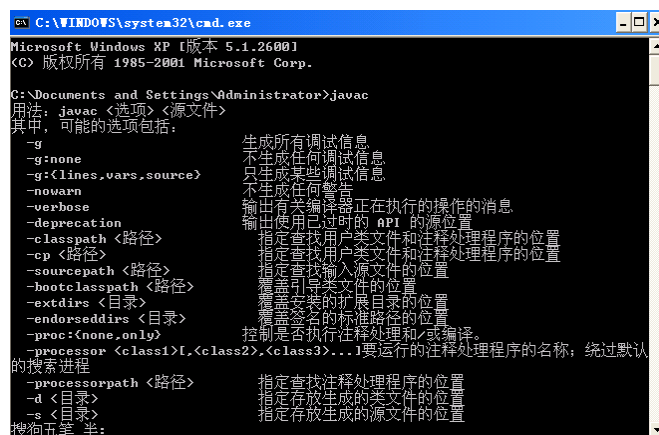 C:\WINDOWS\system32\cmd.exe
Microsoft Windows XP [版本 5.1.2600]
(C) 版权所有 1985-2001 Microsoft Corp.
C:\Documents and Settings\Administrator>javac
用法: javac <选项> <源文件>
其中, 可能的选项包括:
-g 生成所有调试信息
-g:none 不生成任何调试信息
-g:{lines,vars,source} 只生成某些调试信息
-nowarn 不生成任何警告
-verbose 输出有关编译器正在执行的操作的消息
-deprecation 输出使用已过时的 API 的源位置
-classpath <路径> 指定查找用户类文件和注释处理程序的位置
-cp <路径> 指定查找用户类文件和注释处理程序的位置
-sourcepath <路径> 指定查找输入源文件的位置
-bootclasspath <路径> 覆盖引导类文件的位置
-extdirs <目录> 覆盖安装的扩展目录的位置
-endorseddirs <目录> 覆盖签名的标准路径的位置
-proc:{none,only} 控制是否执行注释处理和/或编译。
-processor <class1>[,<class2>,<class3>...]要运行的注释处理程序的名称; 绕过默认
的搜索进程
-processorpath <路径> 指定查找注释处理程序的位置
-d <目录> 指定存放生成的类文件的位置
-s <目录> 指定存放生成的源文件的位置
搜狗五笔 半: